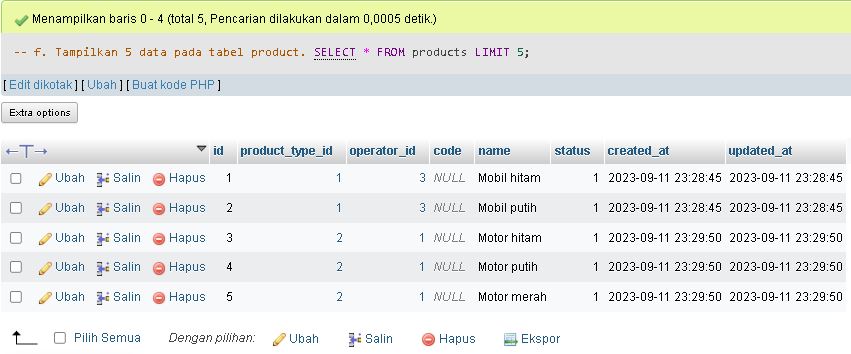 Menampilkan baris 0 - 4 (total 5, Pencarian dilakukan dalam 0,0005 detik.)
-- f. Tampilkan 5 data pada tabel product. SELECT * FROM products LIMIT 5;
[ Edit dikotak ] [ Ubah ] [ Buat kode PHP ]
Extra options
←T→ id product_type_id operator_id code name status created_at updated_at
Ubah Salin Hapus 1 1 3 NULL Mobil hitam 1 2023-09-11 23:28:45 2023-09-11 23:28:45
Ubah Salin Hapus 2 1 3 NULL Mobil putih 1 2023-09-11 23:28:45 2023-09-11 23:28:45
Ubah Salin Hapus 3 2 1 NULL Motor hitam 1 2023-09-11 23:29:50 2023-09-11 23:29:50
Ubah Salin Hapus 4 2 1 NULL Motor putih 1 2023-09-11 23:29:50 2023-09-11 23:29:50
Ubah Salin Hapus 5 2 1 NULL Motor merah 1 2023-09-11 23:29:50 2023-09-11 23:29:50
Pilih Semua Dengan pilihan: Ubah Salin Hapus Ekspor